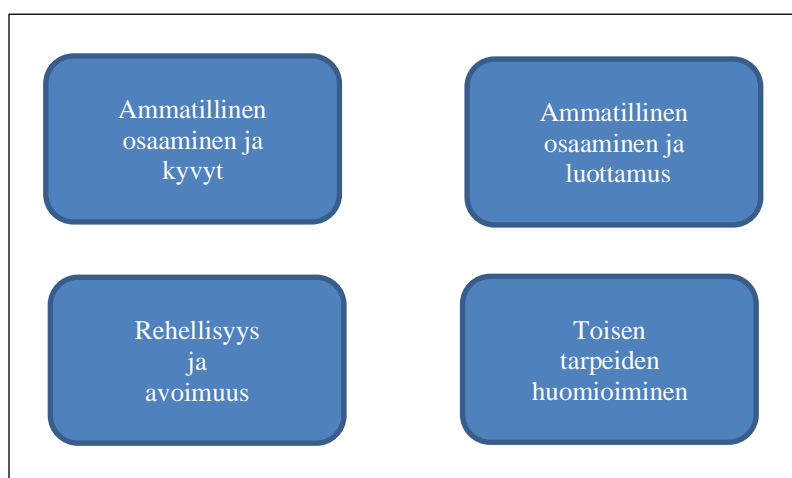 Ammatillinen
osaaminen ja
kyvyt
Ammatillinen
osaaminen ja
luottamus
Rehellisyys
ja
avoimuus
Toisen
tarpeiden
huomioiminen